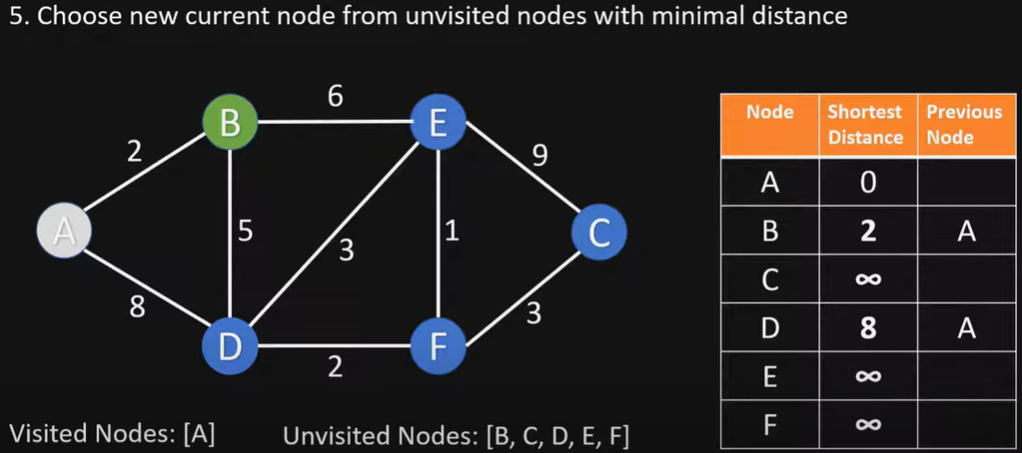 5. Choose new current node from unvisited nodes with minimal distance
6
B
E
2
9
A
5
3
1
C
8
3
D
F
2
Node Shortest Distance Previous Node
A 0
B 2 A
C ∞
D 8 A
E ∞
F ∞
Visited Nodes: [A] Unvisited Nodes: [B, C, D, E, F]